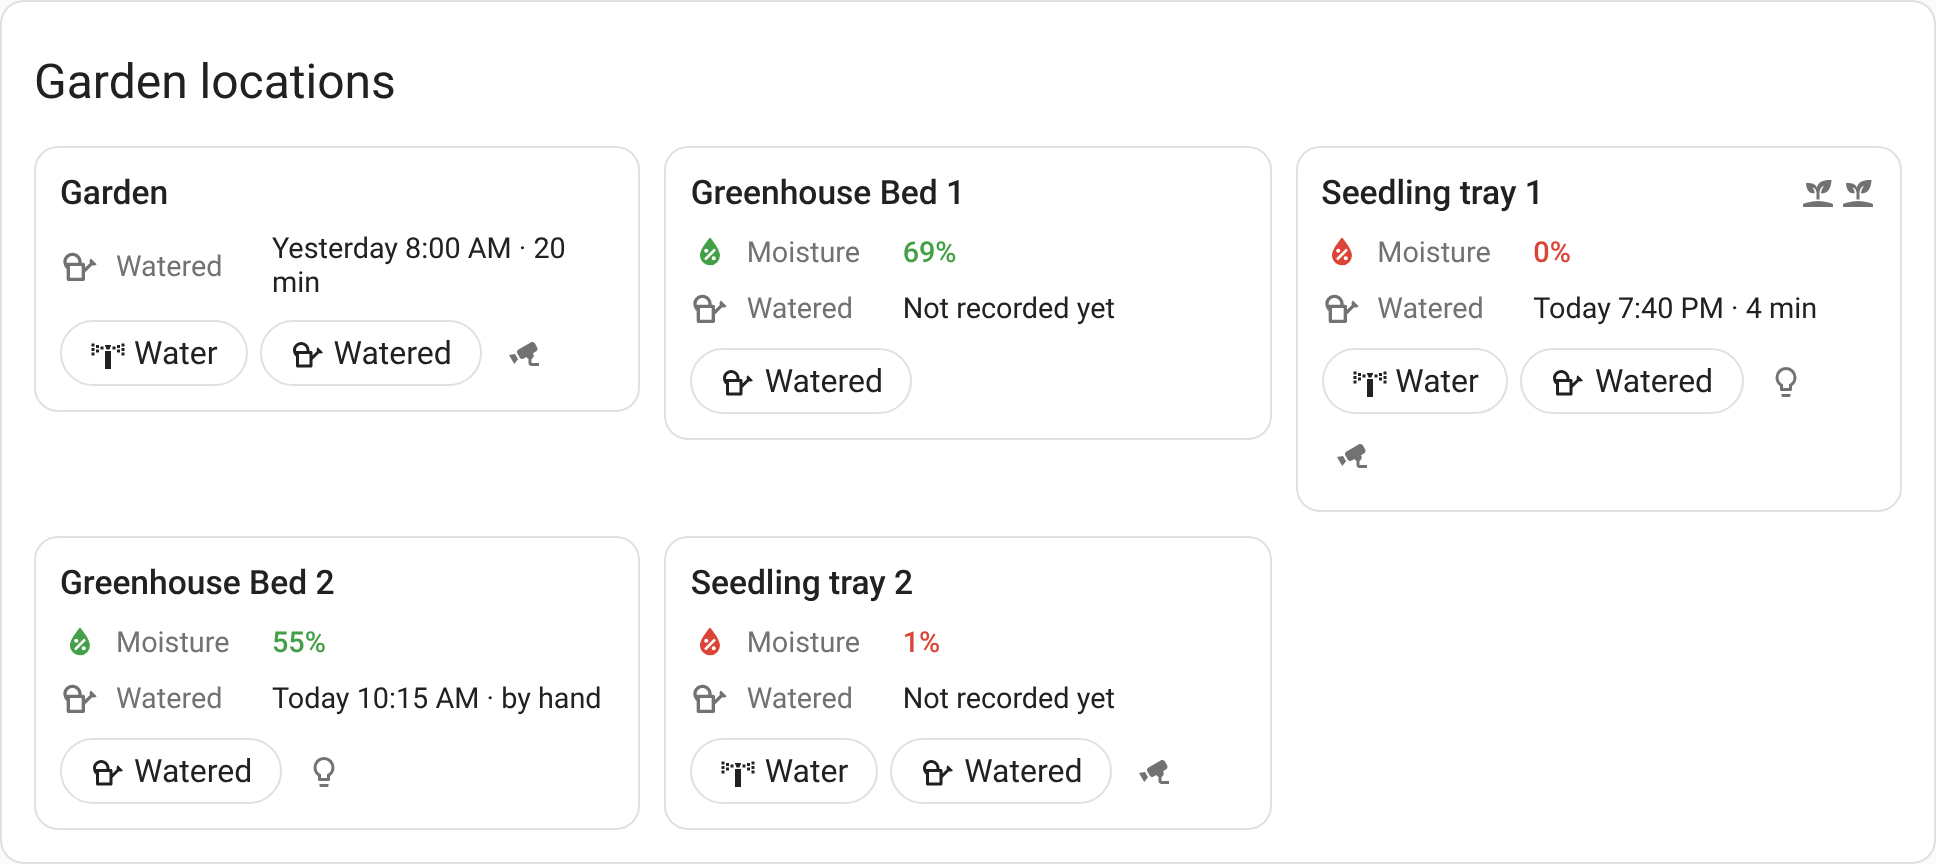 Garden locations
Garden
Watered
Yesterday 8:00 AM · 20
min
Water
Watered
Greenhouse Bed 1
Moisture 69%
Watered Not recorded yet
Watered
Seedling tray 1
Moisture 0%
Watered Today 7:40 PM · 4 min
Water
Watered
Greenhouse Bed 2
Moisture 55%
Watered Today 10:15 AM · by hand
Watered
Seedling tray 2
Moisture 1%
Watered Not recorded yet
Water
Watered